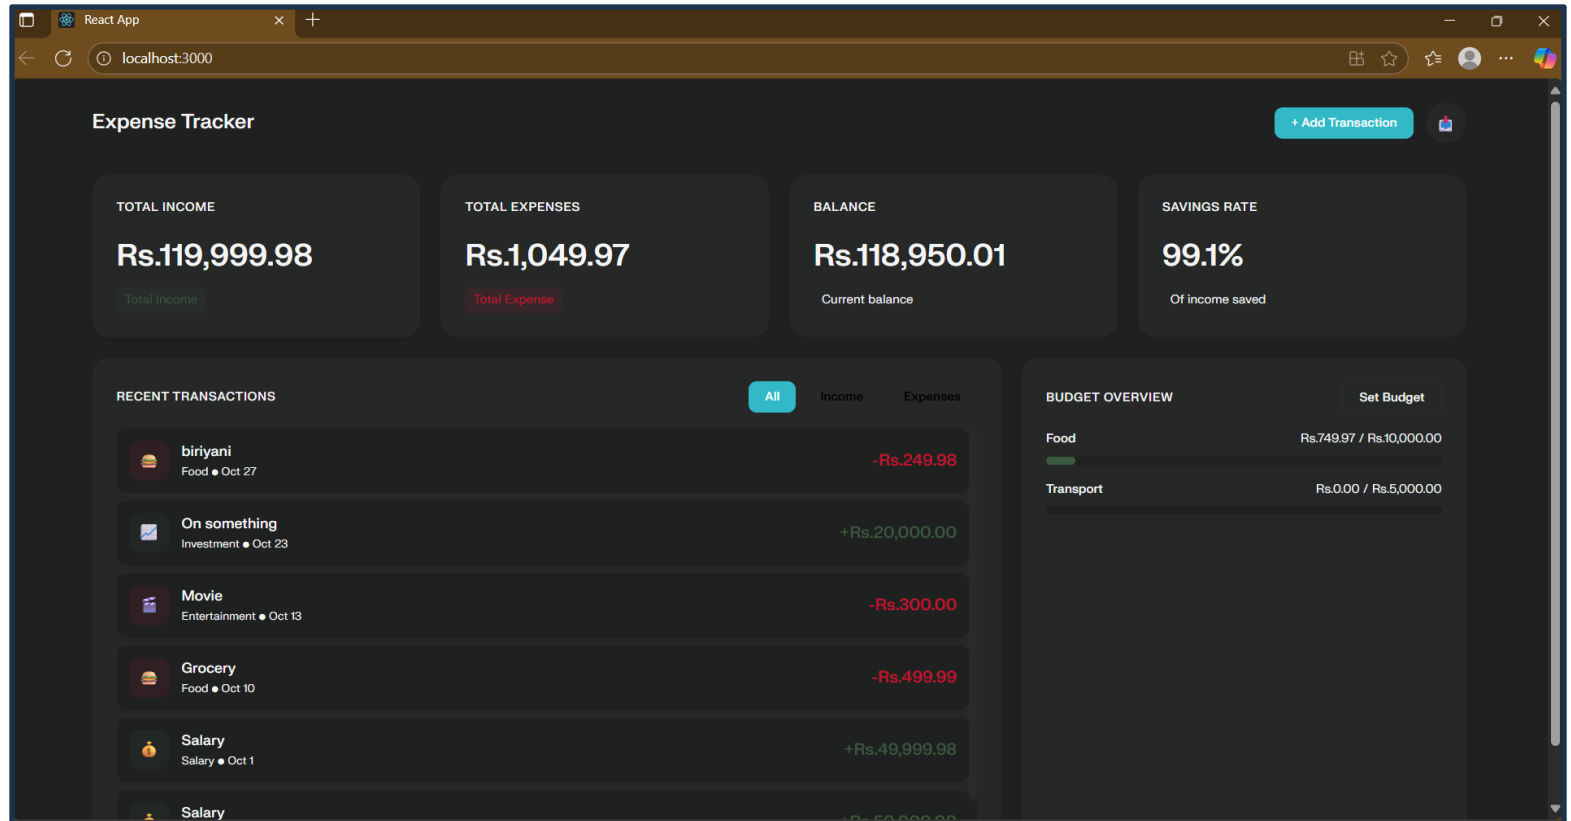 React App
localhost:3000
Expense Tracker
+ Add Transaction
TOTAL INCOME
Rs.119,999.98
Total Income
TOTAL EXPENSES
Rs.1,049.97
Total Expense
BALANCE
Rs.118,950.01
Current balance
SAVINGS RATE
99.1%
Of income saved
RECENT TRANSACTIONS
All Income Expenses
biriyani
Food ● Oct 27
-Rs.249.98
On something
Investment ● Oct 23
+Rs.20,000.00
Movie
Entertainment ● Oct 13
-Rs.300.00
Grocery
Food ● Oct 10
-Rs.499.99
Salary
Salary ● Oct 1
+Rs.49,999.98
Salary
+Rs.50,000.00
BUDGET OVERVIEW
Set Budget
Food Rs.749.97 / Rs.10,000.00
Transport Rs.0.00 / Rs.5,000.00